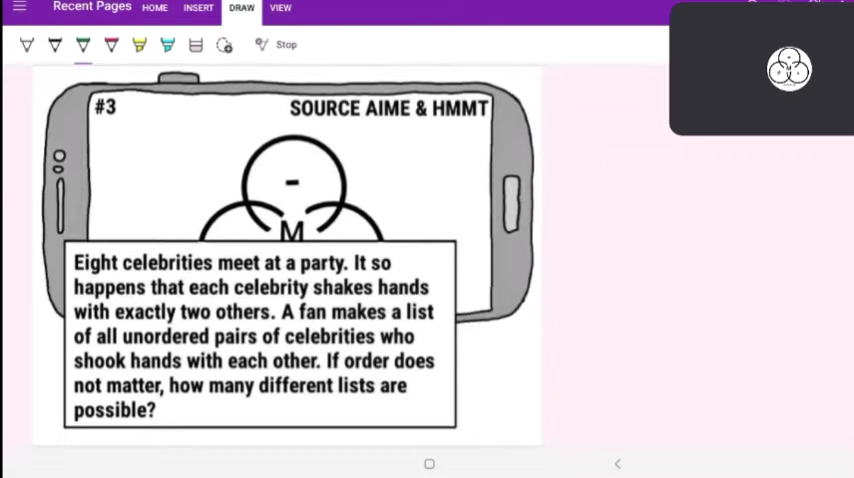 Recent Pages HOME INSERT DRAW VIEW
Stop
#3 SOURCE AIME & HMMT
-
M
Eight celebrities meet at a party. It so
happens that each celebrity shakes hands
with exactly two others. A fan makes a list
of all unordered pairs of celebrities who
shook hands with each other. If order does
not matter, how many different lists are
possible?